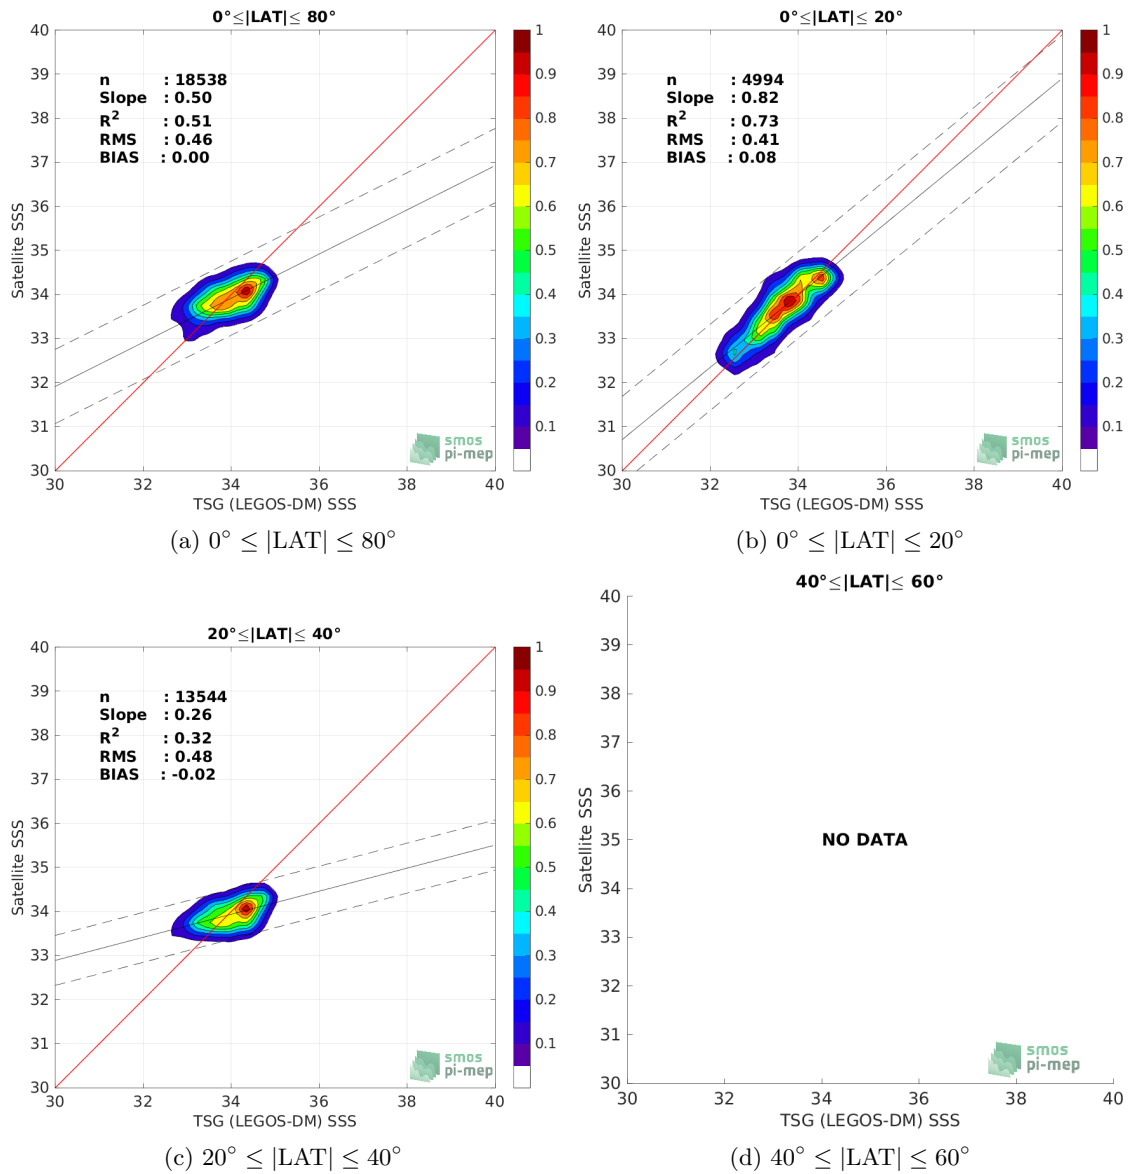 0°≤|LAT|≤ 80°
n : 18538
Slope : 0.50
R² : 0.51
RMS : 0.46
BIAS : 0.00
40
39
38
37
36
35
34
33
32
31
30
Satellite SSS
30 32 34 36 38 40
TSG (LEGOS-DM) SSS
1
0.9
0.8
0.7
0.6
0.5
0.4
0.3
0.2
0.1
smos
pi-mep
(a) 0° ≤ |LAT| ≤ 80°
0°≤|LAT|≤ 20°
n : 4994
Slope : 0.82
R² : 0.73
RMS : 0.41
BIAS : 0.08
40
39
38
37
36
35
34
33
32
31
30
Satellite SSS
30 32 34 36 38 40
TSG (LEGOS-DM) SSS
1
0.9
0.8
0.7
0.6
0.5
0.4
0.3
0.2
0.1
smos
pi-mep
(b) 0° ≤ |LAT| ≤ 20°
20°≤|LAT|≤ 40°
n : 13544
Slope : 0.26
R² : 0.32
RMS : 0.48
BIAS : -0.02
40
39
38
37
36
35
34
33
32
31
30
Satellite SSS
30 32 34 36 38 40
TSG (LEGOS-DM) SSS
1
0.9
0.8
0.7
0.6
0.5
0.4
0.3
0.2
0.1
smos
pi-mep
(c) 20° ≤ |LAT| ≤ 40°
40°≤|LAT|≤ 60°
40
39
38
37
36
35
34
33
32
31
30
Satellite SSS
NO DATA
30 32 34 36 38 40
TSG (LEGOS-DM) SSS
smos
pi-mep
(d) 40° ≤ |LAT| ≤ 60°